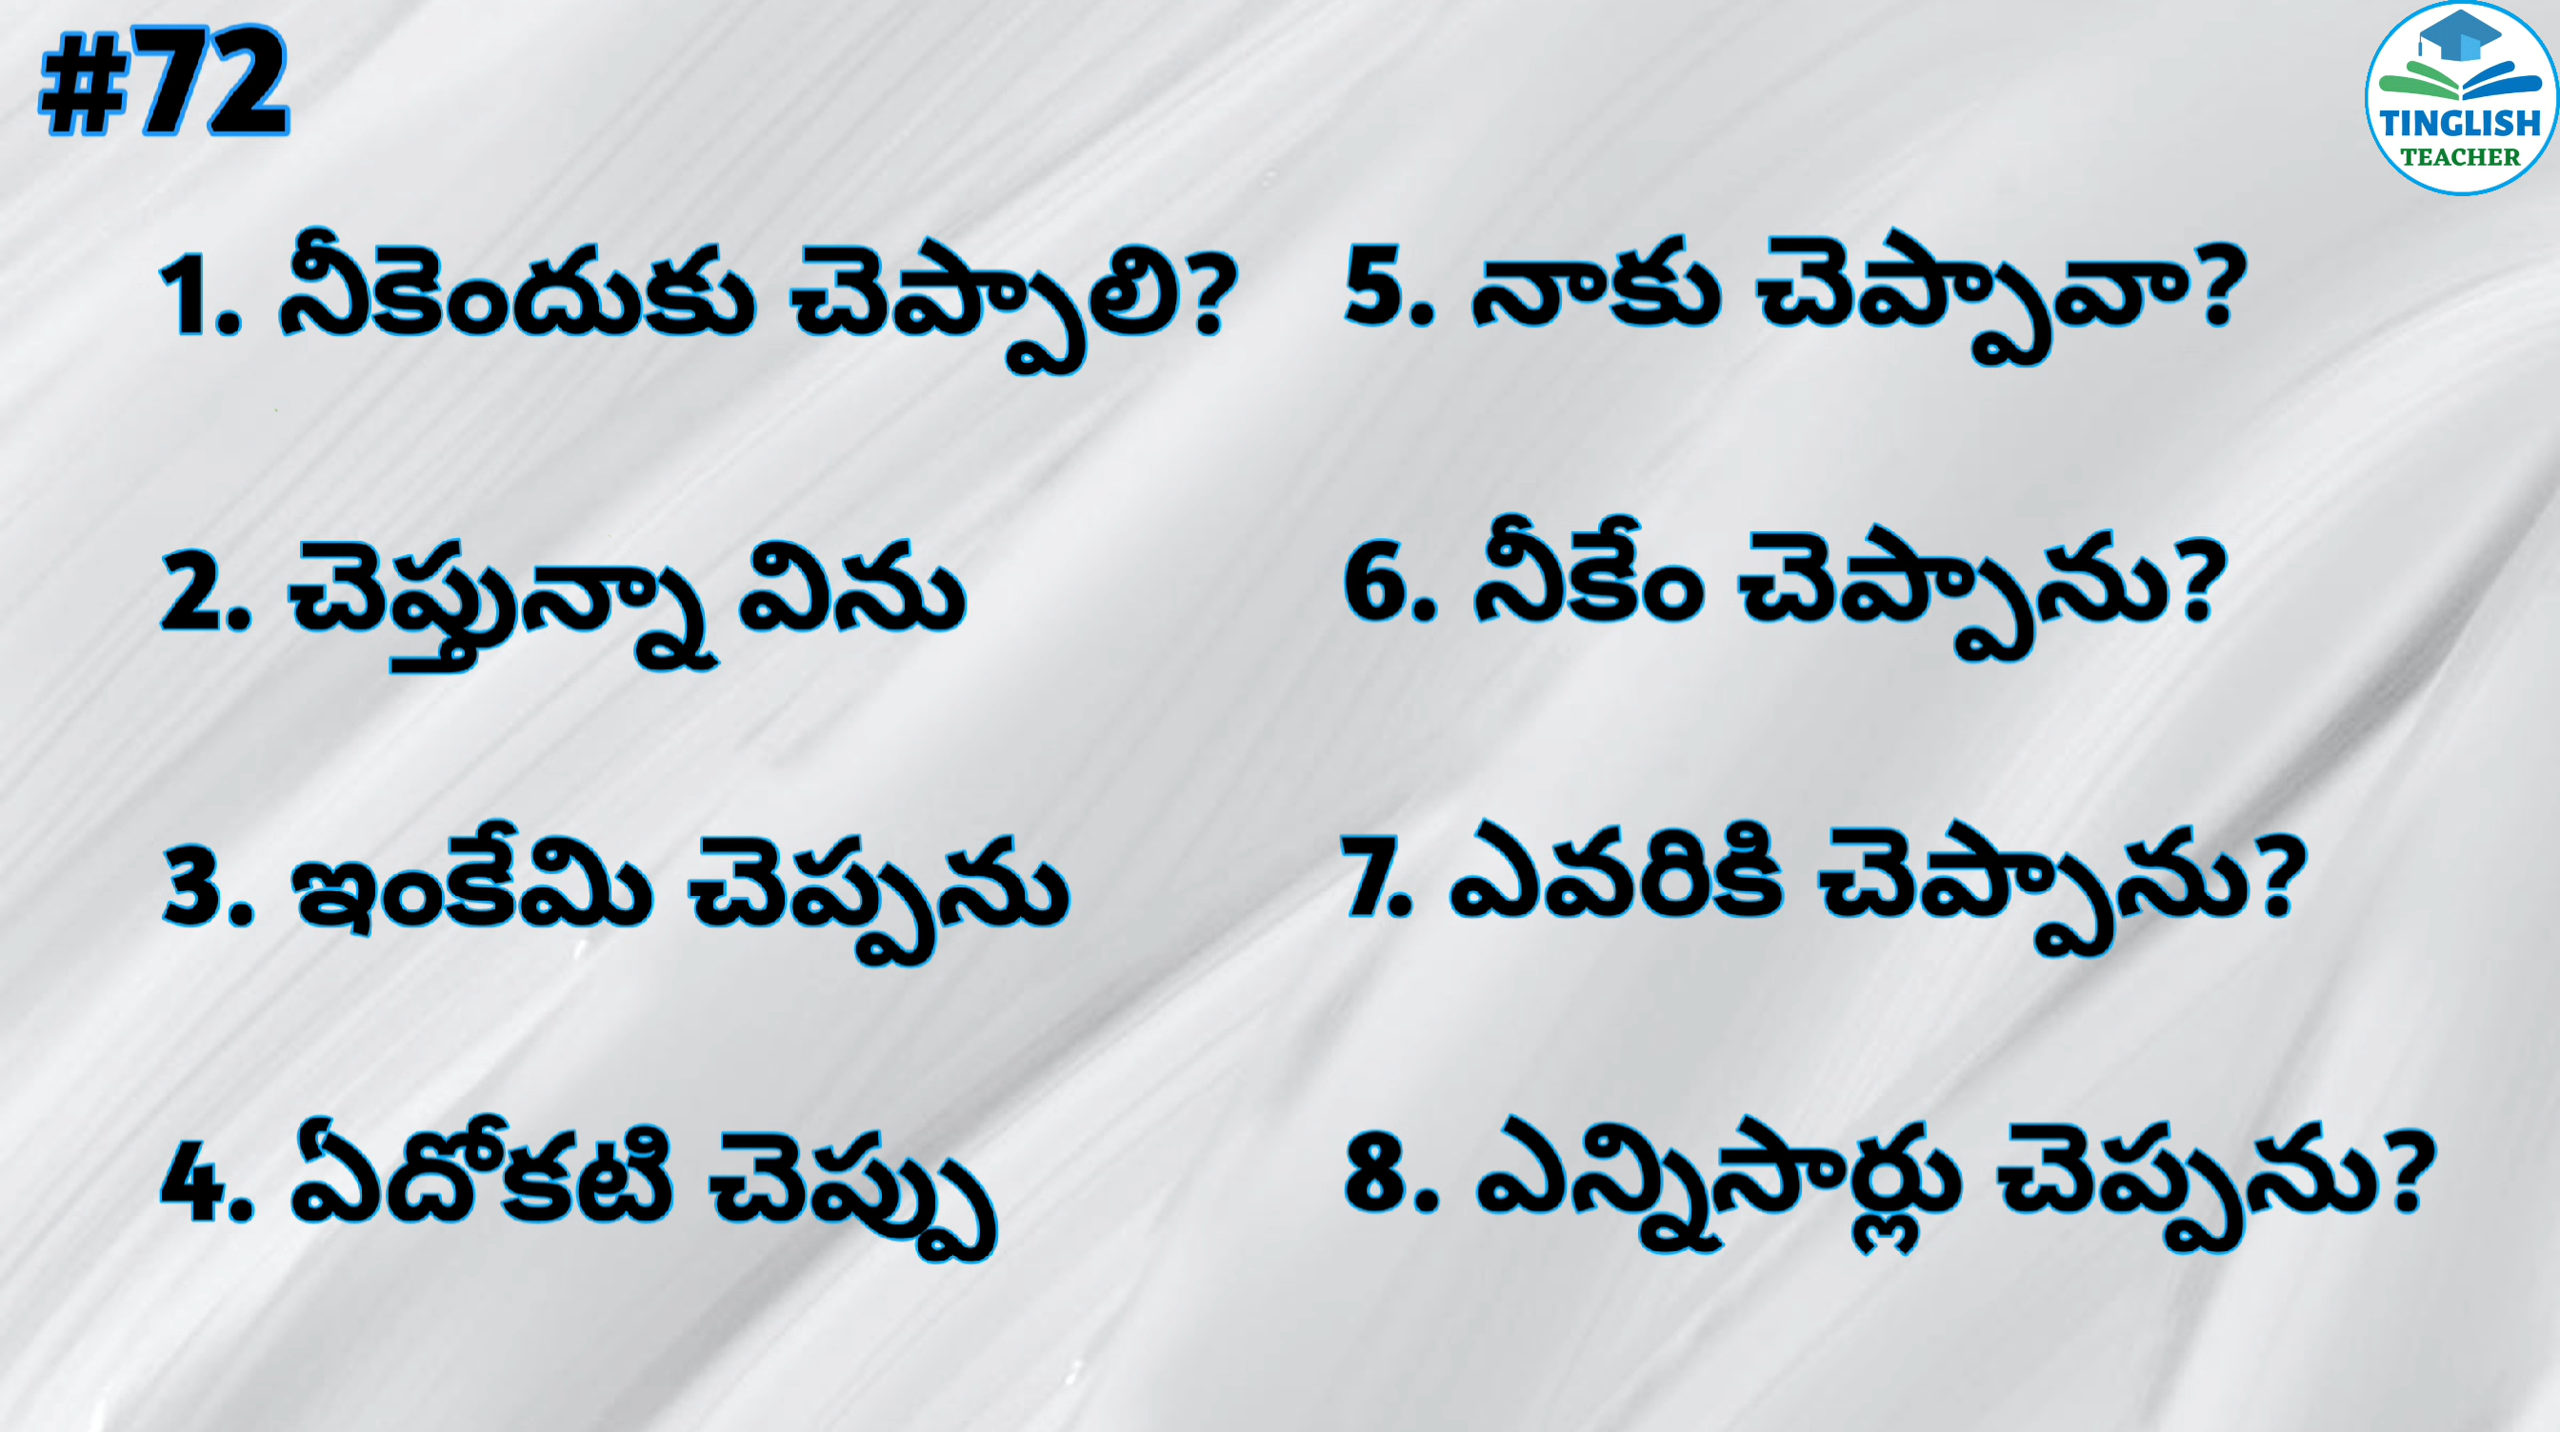 #72
TINGLISH
TEACHER
1. నీకెందుకు చెప్పాలి?
2. చెప్తున్నా విను
3. ఇంకేమి చెప్పను
4. ఏదోకటి చెప్పు
5. నాకు చెప్పావా?
6. నీకేం చెప్పాను?
7. ఎవరికి చెప్పాను?
8. ఎన్నిసార్లు చెప్పను?